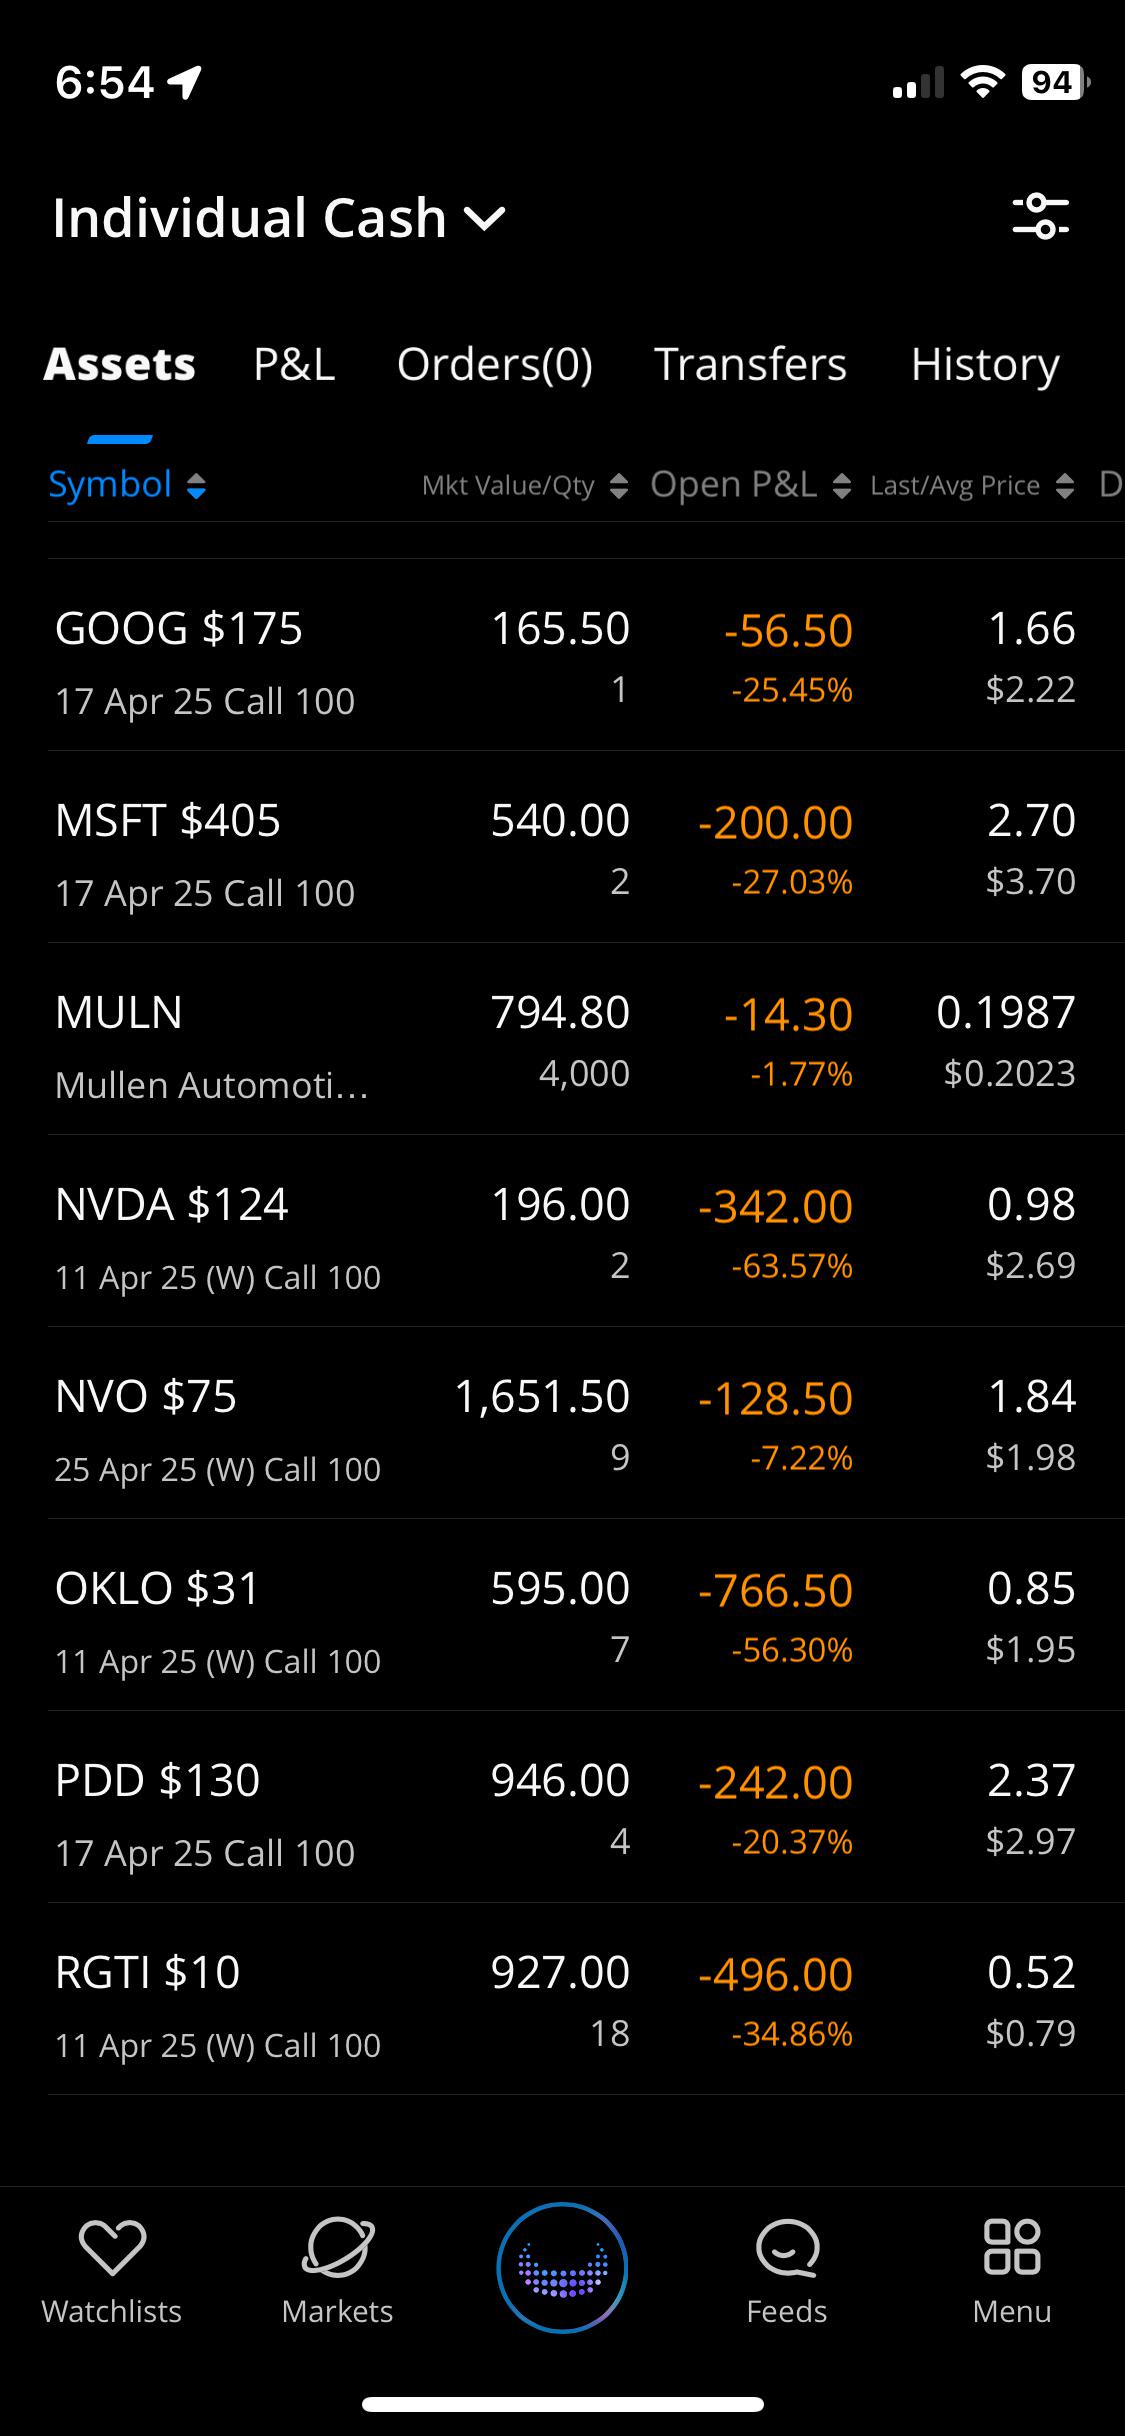 6:54
94
Individual Cash
Assets P&L Orders(0) Transfers History
Symbol Mkt Value/Qty Open P&L Last/Avg Price D
GOOG $175 165.50 -56.50 1.66
17 Apr 25 Call 100 1 -25.45% $2.22
MSFT $405 540.00 -200.00 2.70
17 Apr 25 Call 100 2 -27.03% $3.70
MULN 794.80 -14.30 0.1987
Mullen Automoti... 4,000 -1.77% $0.2023
NVDA $124 196.00 -342.00 0.98
11 Apr 25 (W) Call 100 2 -63.57% $2.69
NVO $75 1,651.50 -128.50 1.84
25 Apr 25 (W) Call 100 9 -7.22% $1.98
OKLO $31 595.00 -766.50 0.85
11 Apr 25 (W) Call 100 7 -56.30% $1.95
PDD $130 946.00 -242.00 2.37
17 Apr 25 Call 100 4 -20.37% $2.97
RGTI $10 927.00 -496.00 0.52
11 Apr 25 (W) Call 100 18 -34.86% $0.79
Watchlists Markets Feeds Menu